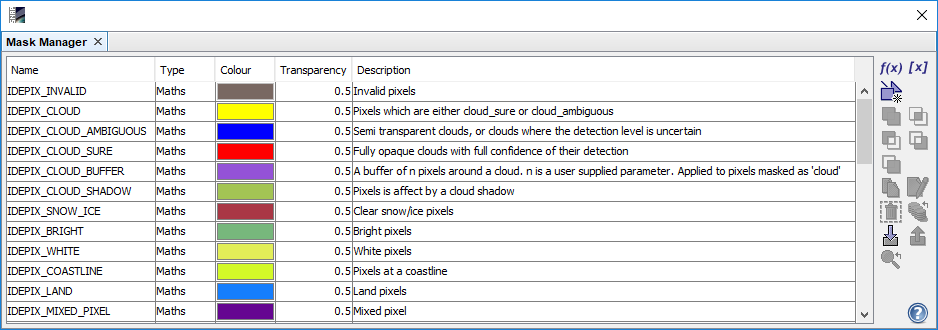 Mask Manager
Name Type Colour Transparency Description
f(x) [x]
IDEPIX_INVALID Maths 0.5 Invalid pixels
IDEPIX_CLOUD Maths 0.5 Pixels which are either cloud_sure or cloud_ambiguous
IDEPIX_CLOUD_AMBIGUOUS Maths 0.5 Semi transparent clouds, or clouds where the detection level is uncertain
IDEPIX_CLOUD_SURE Maths 0.5 Fully opaque clouds with full confidence of their detection
IDEPIX_CLOUD_BUFFER Maths 0.5 A buffer of n pixels around a cloud. n is a user supplied parameter. Applied to pixels masked as 'cloud'
IDEPIX_CLOUD_SHADOW Maths 0.5 Pixels is affect by a cloud shadow
IDEPIX_SNOW_ICE Maths 0.5 Clear snow/ice pixels
IDEPIX_BRIGHT Maths 0.5 Bright pixels
IDEPIX_WHITE Maths 0.5 White pixels
IDEPIX_COASTLINE Maths 0.5 Pixels at a coastline
IDEPIX_LAND Maths 0.5 Land pixels
IDEPIX_MIXED_PIXEL Maths 0.5 Mixed pixel
?